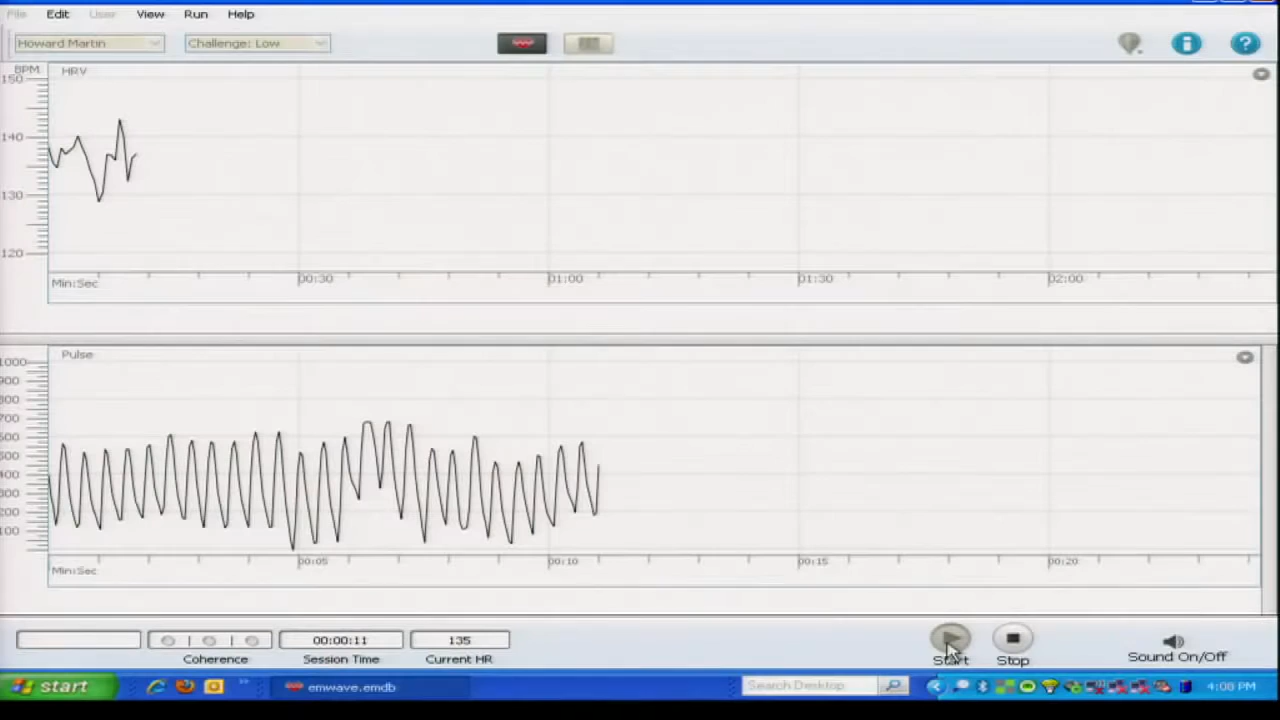 File Edit User View Run Help
Howard Martin Challenge: Low
BPM HRV
150
140
130
120
00:30 01:00 01:30 02:00
Min:Sec
Pulse
1000
900
800
700
600
500
400
300
200
100
00:05 00:10 00:15 00:20
Min:Sec
00:00:11 135
Coherence Session Time Current HR Start Stop Sound On/Off
start emwave.emdb Search Desktop 4:08 PM